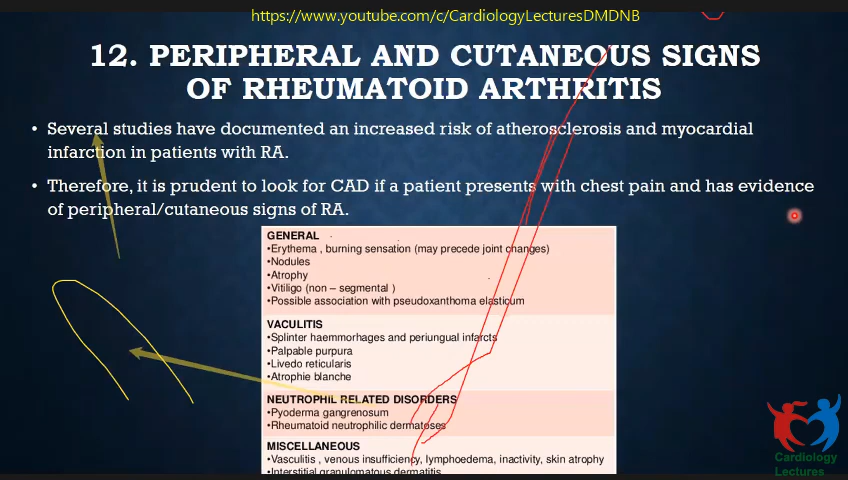 https://www.youtube.com/c/CardiologyLecturesDMDNB
12. PERIPHERAL AND CUTANEOUS SIGNS
OF RHEUMATOID ARTHRITIS
• Several studies have documented an increased risk of atherosclerosis and myocardial
infarction in patients with RA.
• Therefore, it is prudent to look for CAD if a patient presents with chest pain and has evidence
of peripheral/cutaneous signs of RA.
GENERAL
•Erythema , burning sensation (may precede joint changes)
•Nodules
•Atrophy
•Vitiligo (non – segmental )
•Possible association with pseudoxanthoma elasticum
VACULITIS
•Splinter haemmorhages and periungual infarcts
•Palpable purpura
•Livedo reticularis
•Atrophie blanche
NEUTROPHIL RELATED DISORDERS
•Pyoderma gangrenosum
•Rheumatoid neutrophilic dermatoses
MISCELLANEOUS
•Vasculitis , venous insufficiency, lymphoedema, inactivity, skin atrophy
•Interstitial granulomatous dermatitis
Cardiology
Lectures